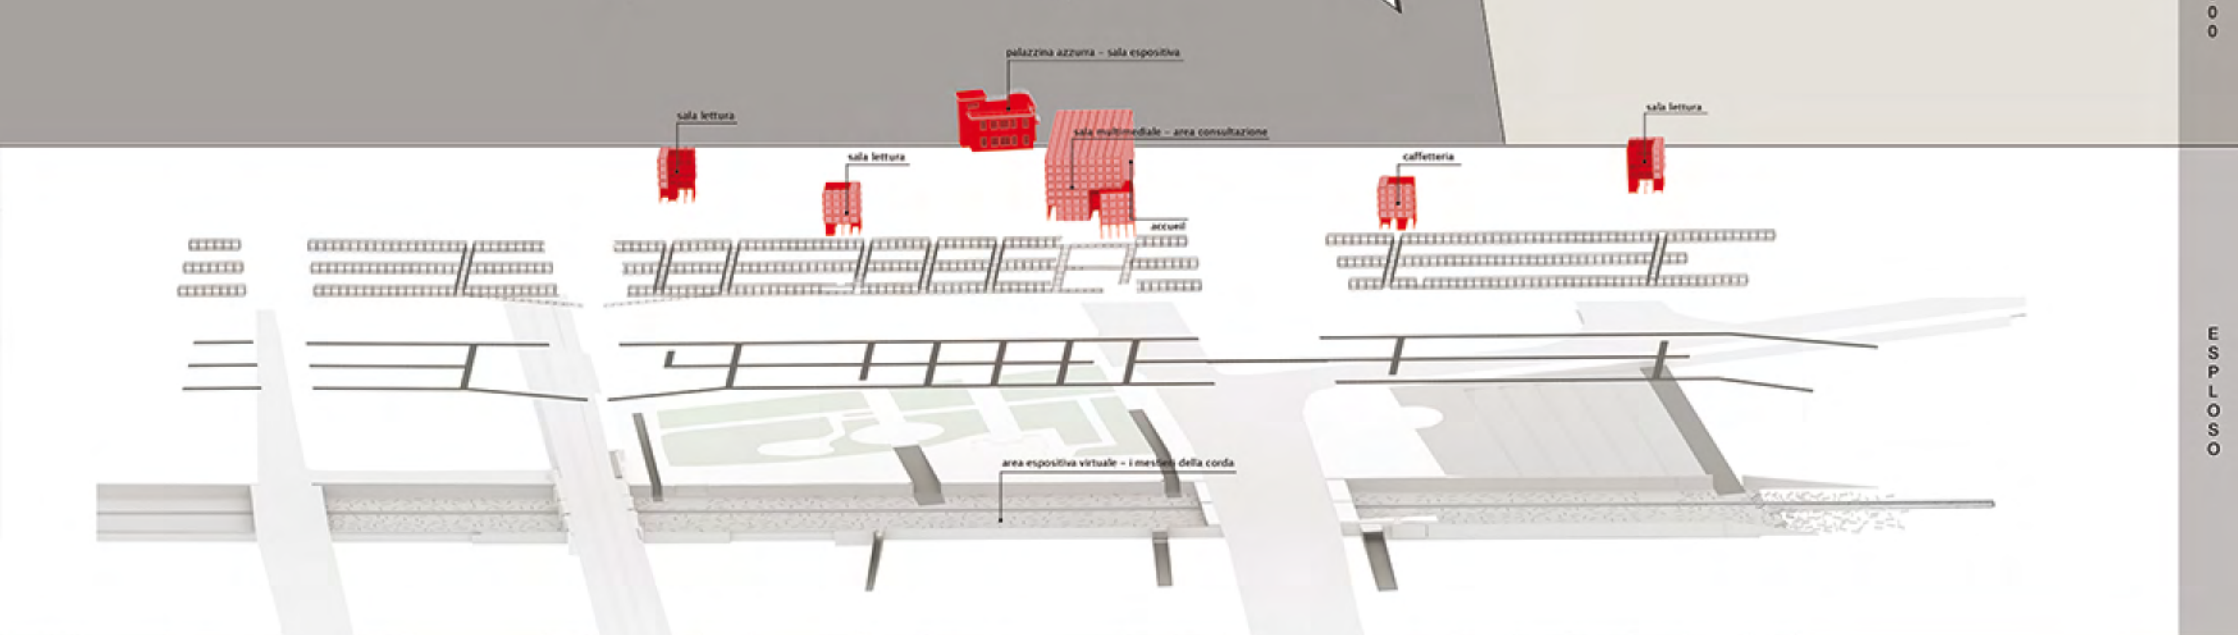 0
0
palazzina azzurra – sala espositiva
sala lettura
sala lettura
sala multimediale – area consultazione
sala lettura
caffetteria
accueil
area espositiva virtuale – i mestieri della corda
ESPLOSO